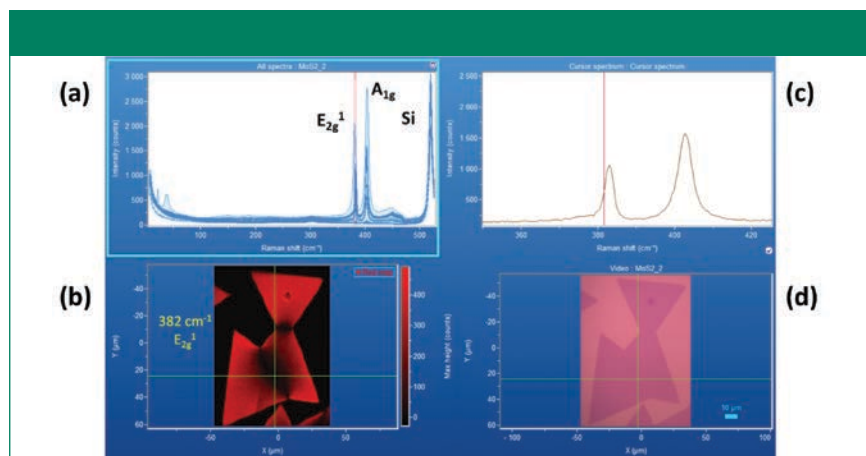 (a)
All spectra : MoS2_2
Intensity (counts)
3 000
2 500
2 000
1 500
1 000
500
E2g1
A1g
Si
100
200
300
400
500
Raman shift (cm⁻¹)
(c)
Cursor spectrum : Cursor spectrum
Intensity (counts)
2 500
2 000
1 500
1 000
500
360
380
400
420
Raman shift (cm⁻¹)
(b)
382 cm⁻¹
E2g1
Y (µm)
-40
-20
0
20
40
60
-50
0
50
X (µm)
400
300
200
100
0
Max height (counts)
(d)
Video : MoS2_2
Y (µm)
-40
-20
0
20
40
60
-100
-50
0
50
100
X (µm)